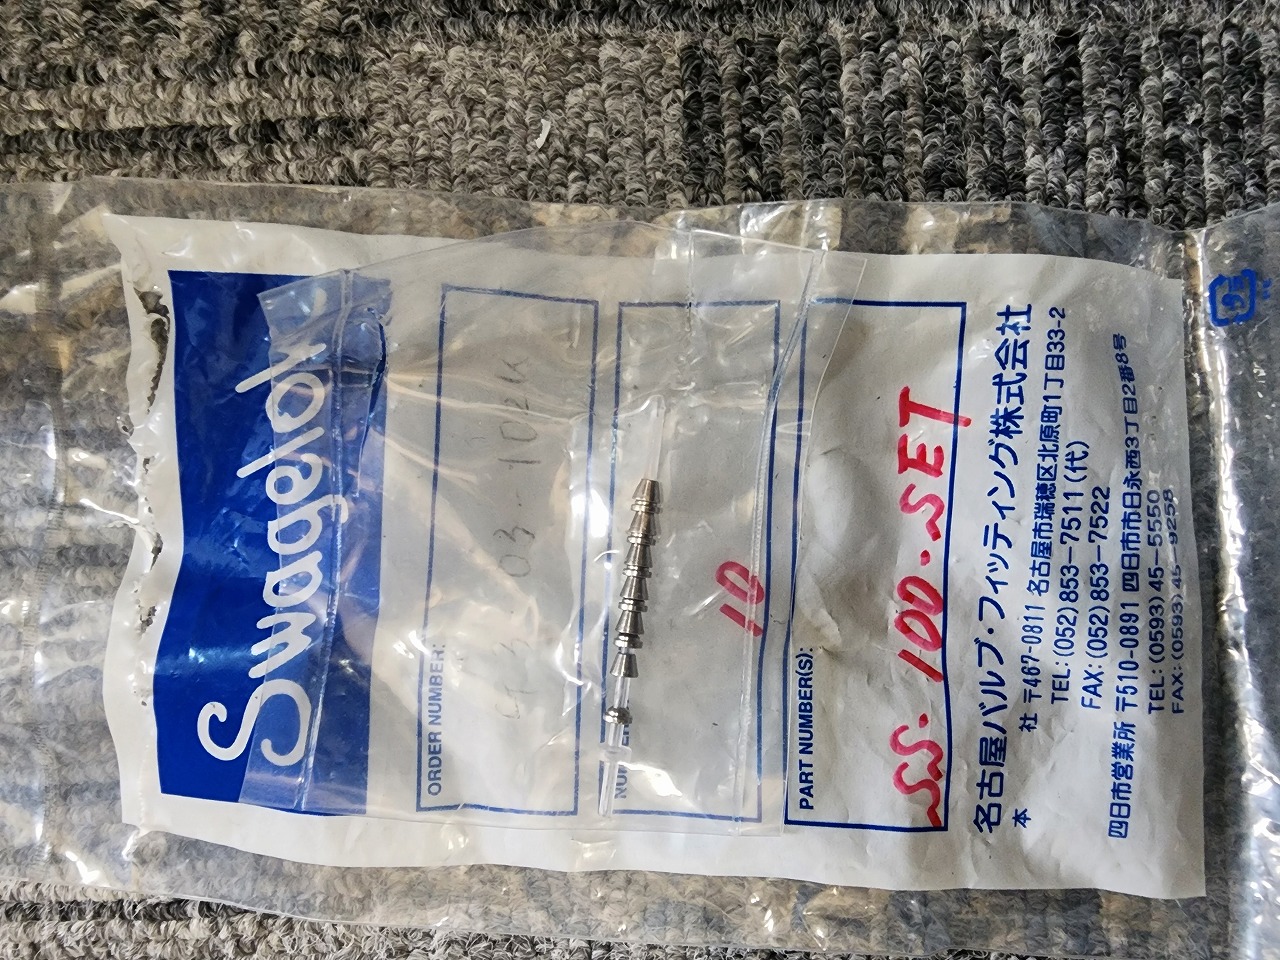 Swagelok
ORDER NUMBER:
03-102K
10
PART NUMBER(S):
SS-100-SET
名古屋バルブ・フィッティング株式会社
本 社 〒467-0811 名古屋市瑞穂区北原町1丁目33-2
TEL:(052)853-7511(代)
FAX:(052)853-7522
四日市営業所 〒510-0891 四日市市日永西3丁目2番8号
TEL:(0593)45-5550
FAX:(0593)45-9258